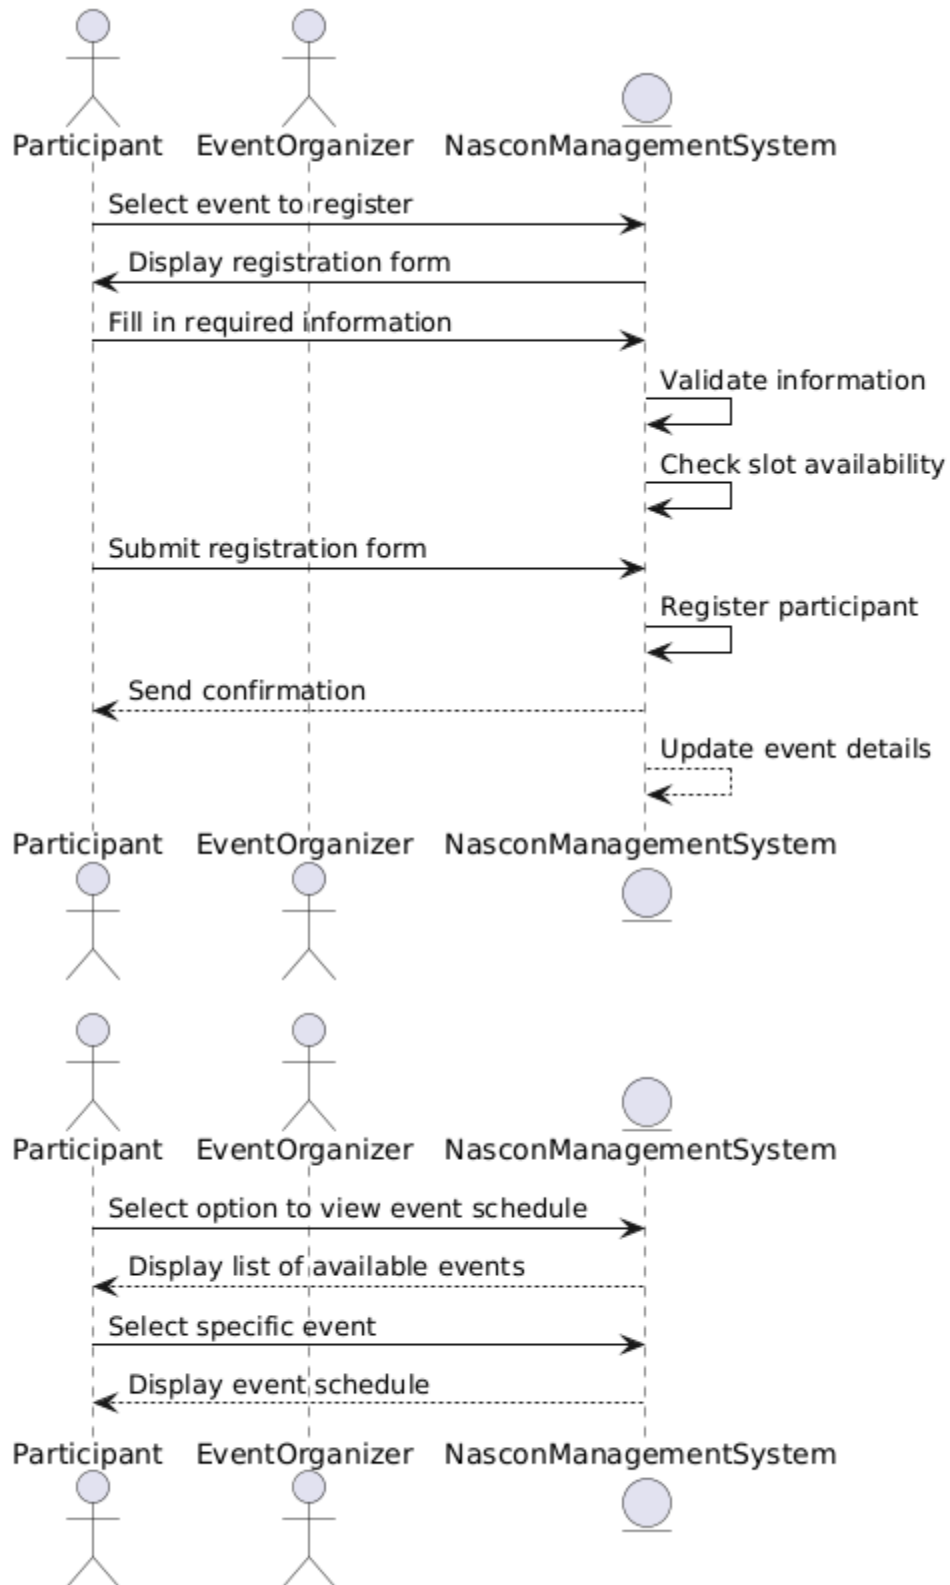 Participant EventOrganizer NasconManagementSystem
Select event to register
Display registration form
Fill in required information
Validate information
Check slot availability
Submit registration form
Register participant
Send confirmation
Update event details
Participant EventOrganizer NasconManagementSystem
Participant EventOrganizer NasconManagementSystem
Select option to view event schedule
Display list of available events
Select specific event
Display event schedule
Participant EventOrganizer NasconManagementSystem